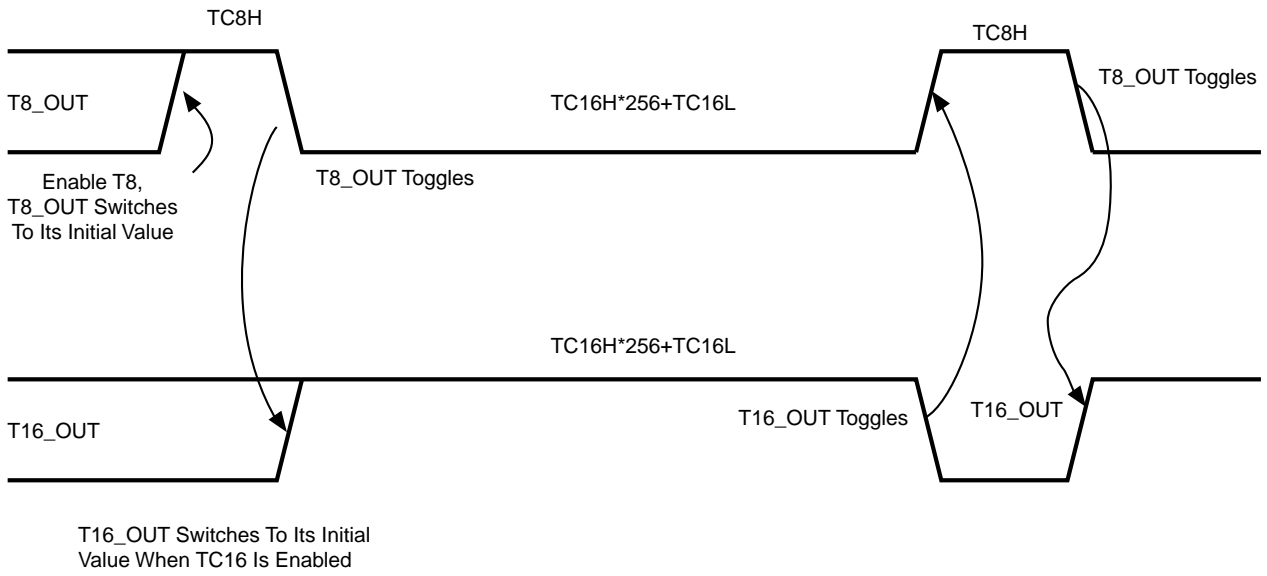 TC8H
TC8H
T8_OUT
TC16H*256+TC16L
T8_OUT Toggles
Enable T8,
T8_OUT Switches
To Its Initial Value
T8_OUT Toggles
TC16H*256+TC16L
T16_OUT
T16_OUT Toggles
T16_OUT
T16_OUT Switches To Its Initial
Value When TC16 Is Enabled